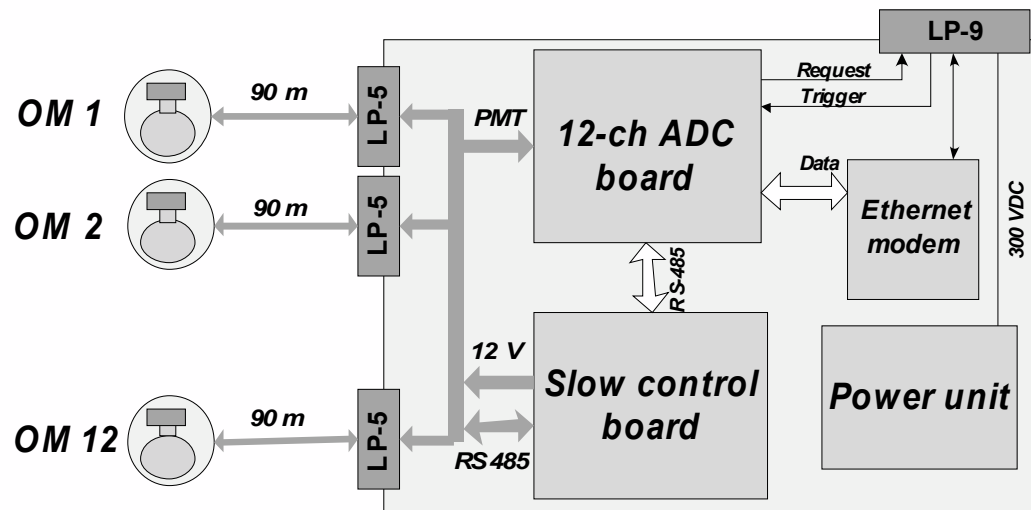 LP-9
OM 1
90 m
LP-5
PMT
12-ch ADC
board
Request
Trigger
Data
Ethernet
modem
300 VDC
OM 2
90 m
LP-5
RS-485
12 V
Slow control
board
Power unit
OM 12
90 m
LP-5
RS 485